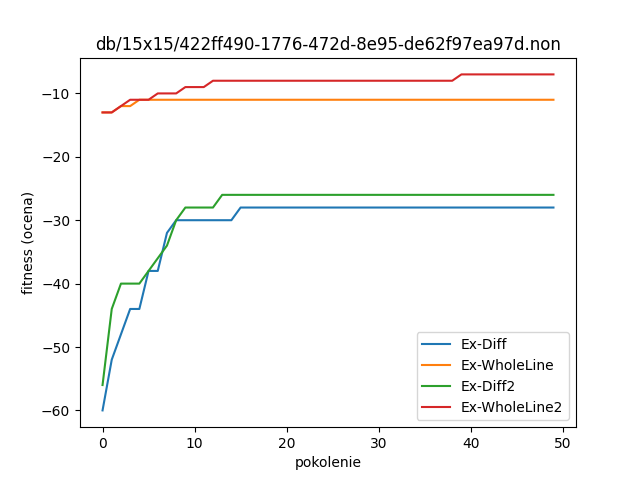 db/15x15/422ff490-1776-472d-8e95-de62f97ea97d.non
−10
−20
−30
−40
−50
−60
fitness (ocena)
Ex-Diff
Ex-WholeLine
Ex-Diff2
Ex-WholeLine2
0 10 20 30 40 50
pokolenie